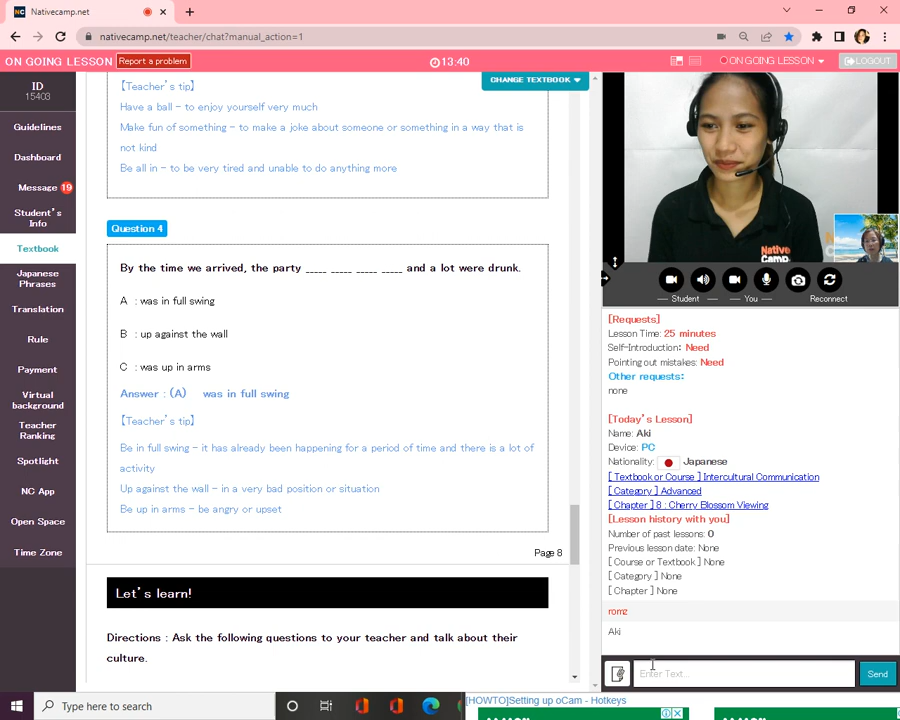 Nativecamp.net
nativecamp.net/teacher/chat?manual_action=1
ON GOING LESSON Report a problem
13:40
ON GOING LESSON
LOGOUT
ID
15403
Guidelines
Dashboard
Message 19
Student's
Info
Textbook
Japanese
Phrases
Translation
Rule
Payment
Virtual
background
Teacher
Ranking
Spotlight
NC App
Open Space
Time Zone
CHANGE TEXTBOOK
【Teacher's tip】
Have a ball – to enjoy yourself very much
Make fun of something – to make a joke about someone or something in a way that is
not kind
Be all in – to be very tired and unable to do anything more
Question 4
By the time we arrived, the party _____ _____ _____ _____ and a lot were drunk.
A : was in full swing
B : up against the wall
C : was up in arms
Answer : (A) was in full swing
【Teacher's tip】
Be in full swing – it has already been happening for a period of time and there is a lot of
activity
Up against the wall – in a very bad position or situation
Be up in arms – be angry or upset
Page 8
Let's learn!
Directions : Ask the following questions to your teacher and talk about their
culture.
Native
Camp.
Student
You
Reconnect
[Requests]
Lesson Time: 25 minutes
Self-Introduction: Need
Pointing out mistakes: Need
Other requests:
none
[Today's Lesson]
Name: Aki
Device: PC
Nationality: Japanese
[ Textbook or Course ] Intercultural Communication
[ Category ] Advanced
[ Chapter ] 8 : Cherry Blossom Viewing
[Lesson history with you]
Number of past lessons: 0
Previous lesson date: None
[ Course or Textbook ] None
[ Category ] None
[ Chapter ] None
romz
Aki
Enter Text...
Send
Type here to search
[HOWTO]Setting up oCam - Hotkeys